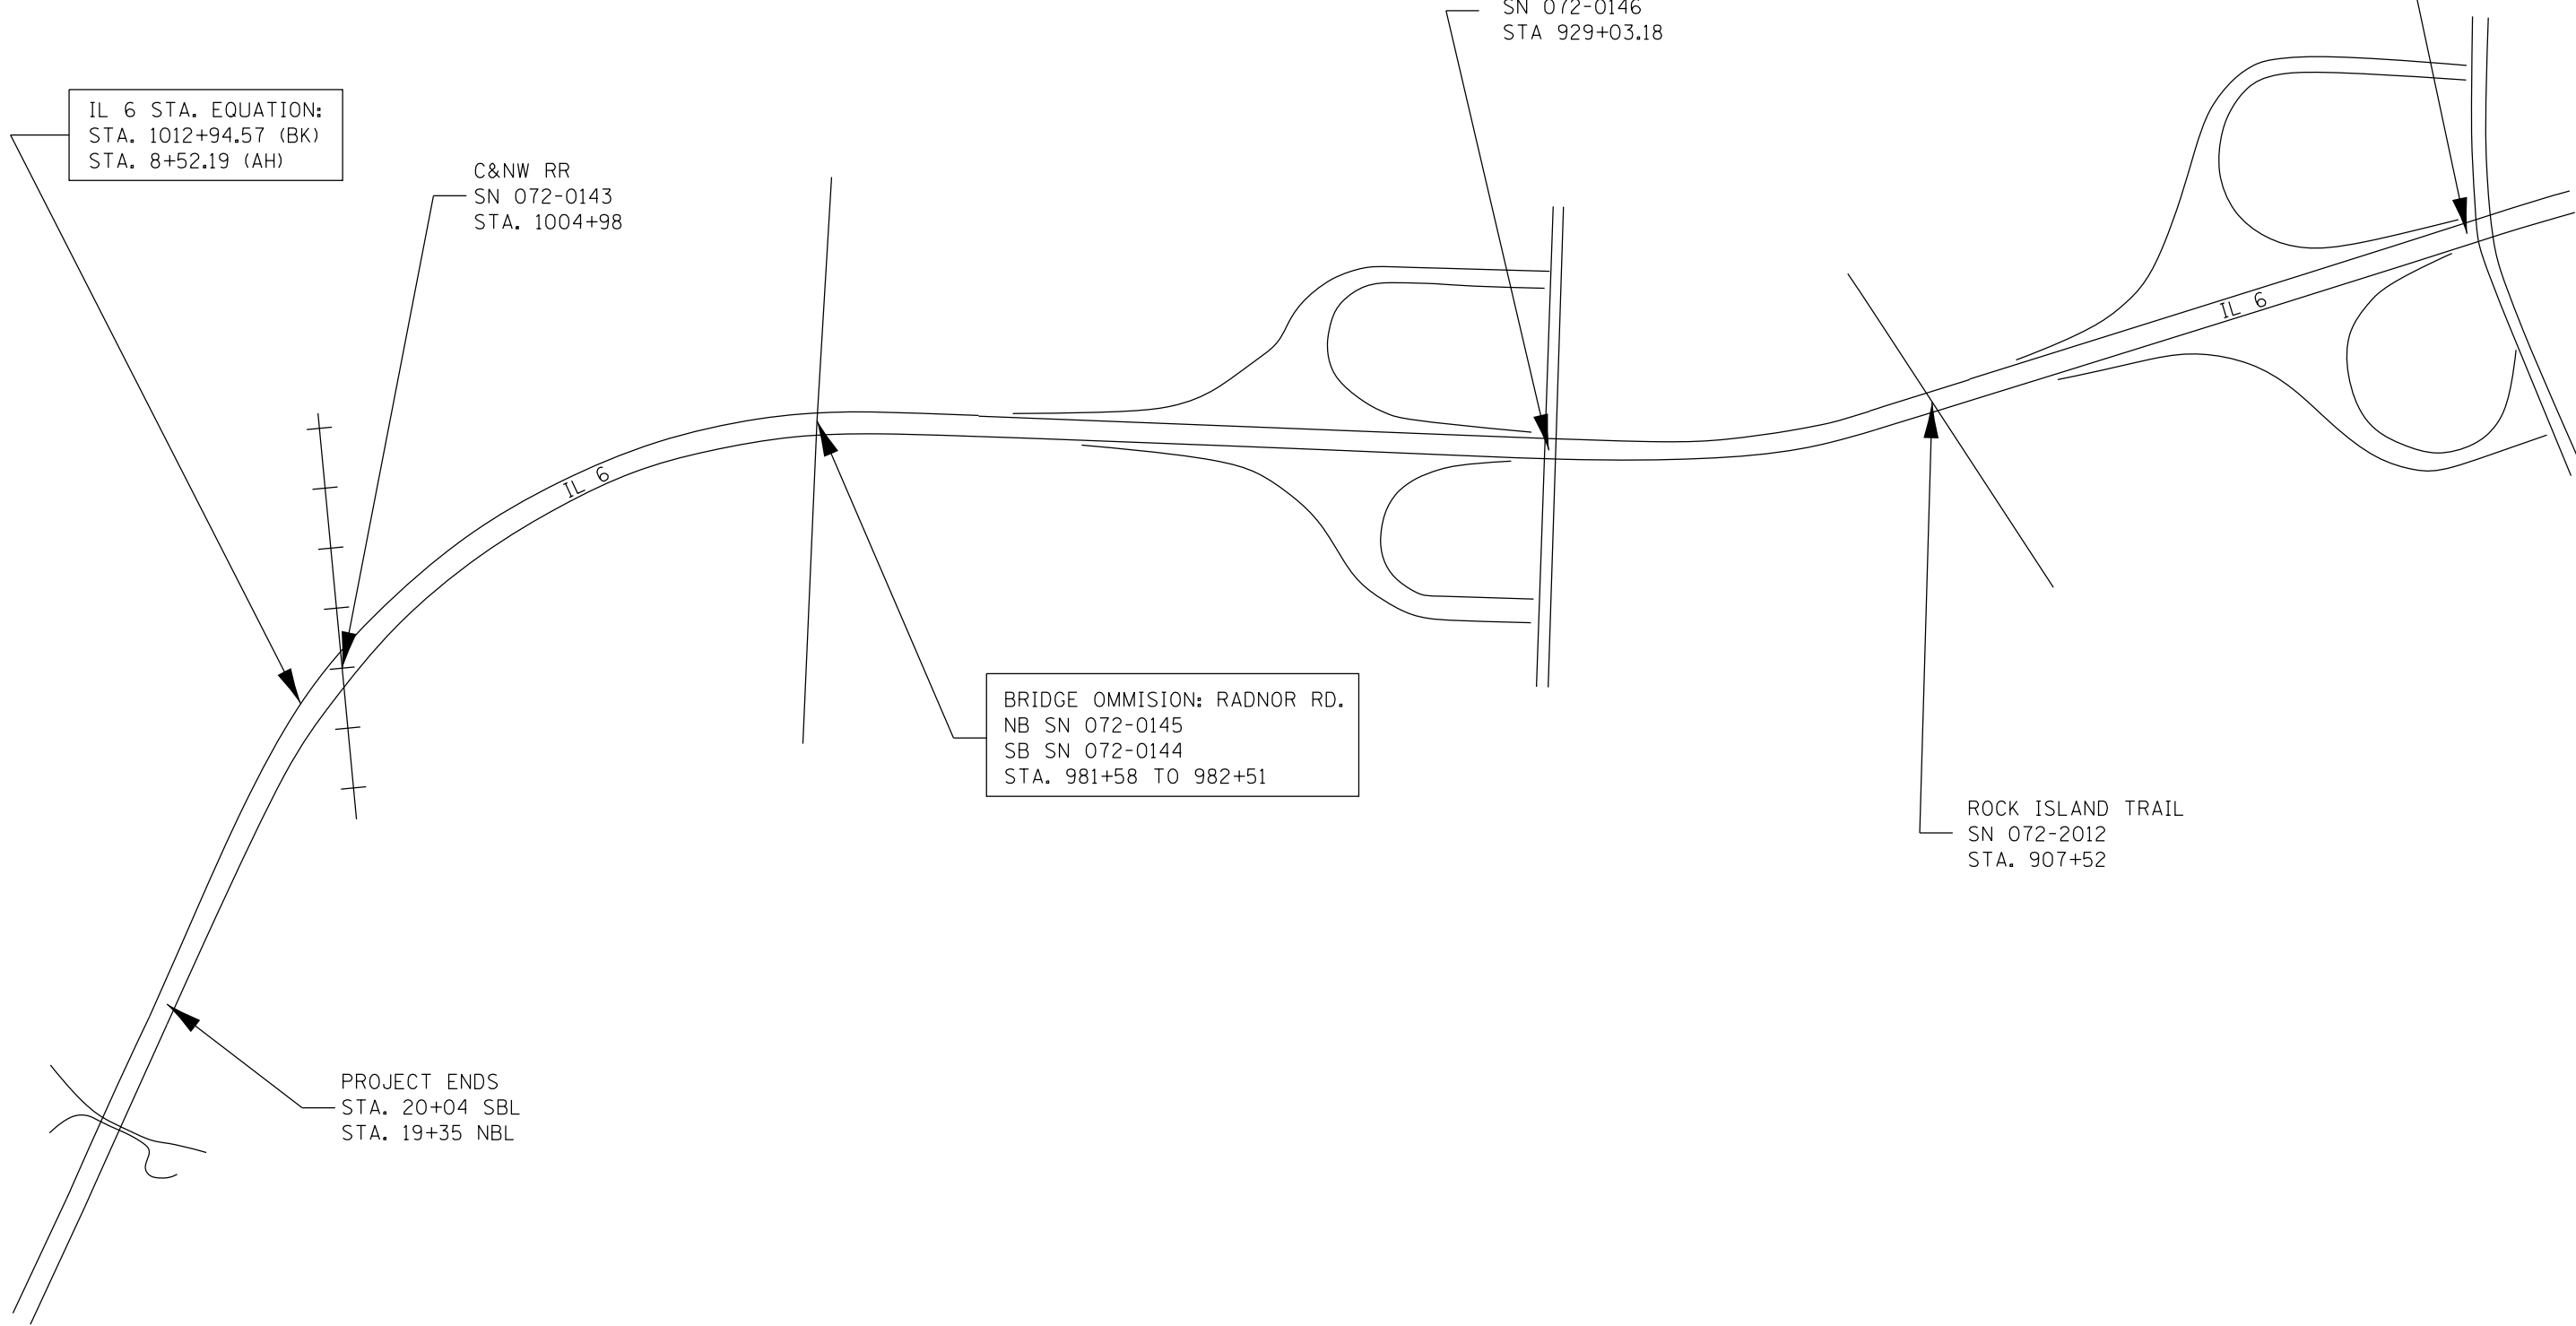 SN 072-0146
STA 929+03.18
IL 6 STA. EQUATION:
STA. 1012+94.57 (BK)
STA. 8+52.19 (AH)
C&NW RR
SN 072-0143
STA. 1004+98
IL 6
IL 6
BRIDGE OMMISION: RADNOR RD.
NB SN 072-0145
SB SN 072-0144
STA. 981+58 TO 982+51
ROCK ISLAND TRAIL
SN 072-2012
STA. 907+52
PROJECT ENDS
STA. 20+04 SBL
STA. 19+35 NBL